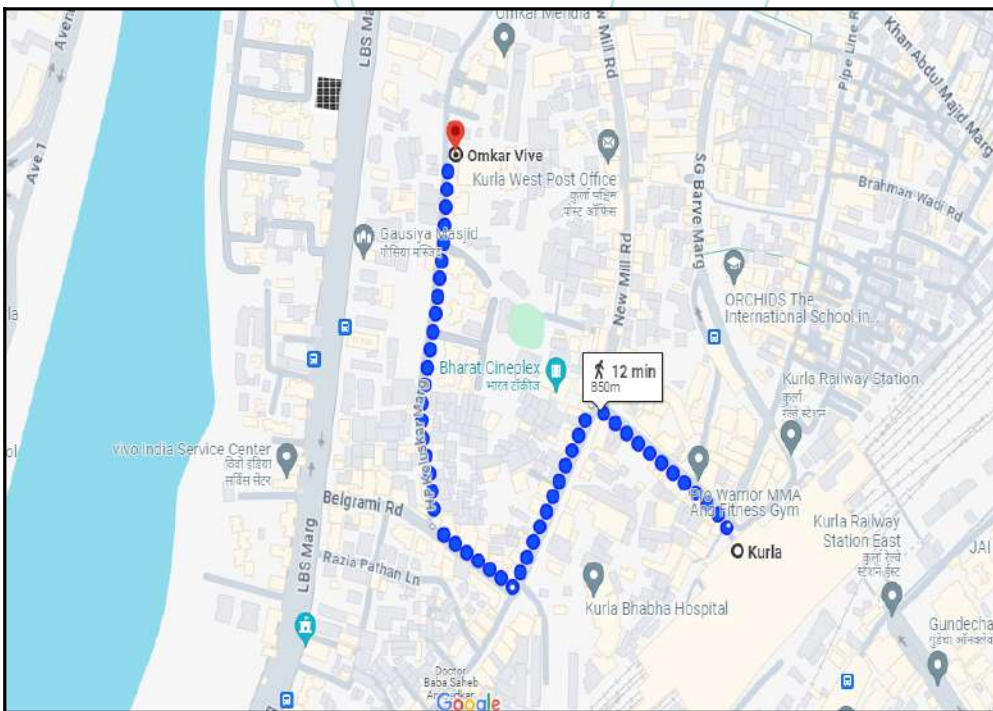 Omkar Vive
Kurla West Post Office
कुर्ला पश्चिम
पोस्ट ऑफिस
New Mill Rd
LBS Marg
SG Barve Marg
Pipe Line
Khan Abdul Majid Marg
Brahman Wadi Rd
Ave 1
Gausiya Masjid
गौसिया मस्जिद
ORCHIDS The
International School in...
New Mill Rd
Bharat Cineplex
भारत टॉकीज
12 min
850m
Kurla Railway Station
कुर्ला
रेल्वे स्टेशन
vivo India Service Center
विवो इंडिया
सर्विस सेंटर
Belgrami Rd
Warrior MMA
And Fitness Gym
Kurla
Kurla Railway
Station East
कुर्ला रेल्वे
स्टेशन ईस्ट
JAI
LBS Marg
Razia Pathan Ln
Kurla Bhabha Hospital
Gundecha
Doctor
Baba Saheb
Google